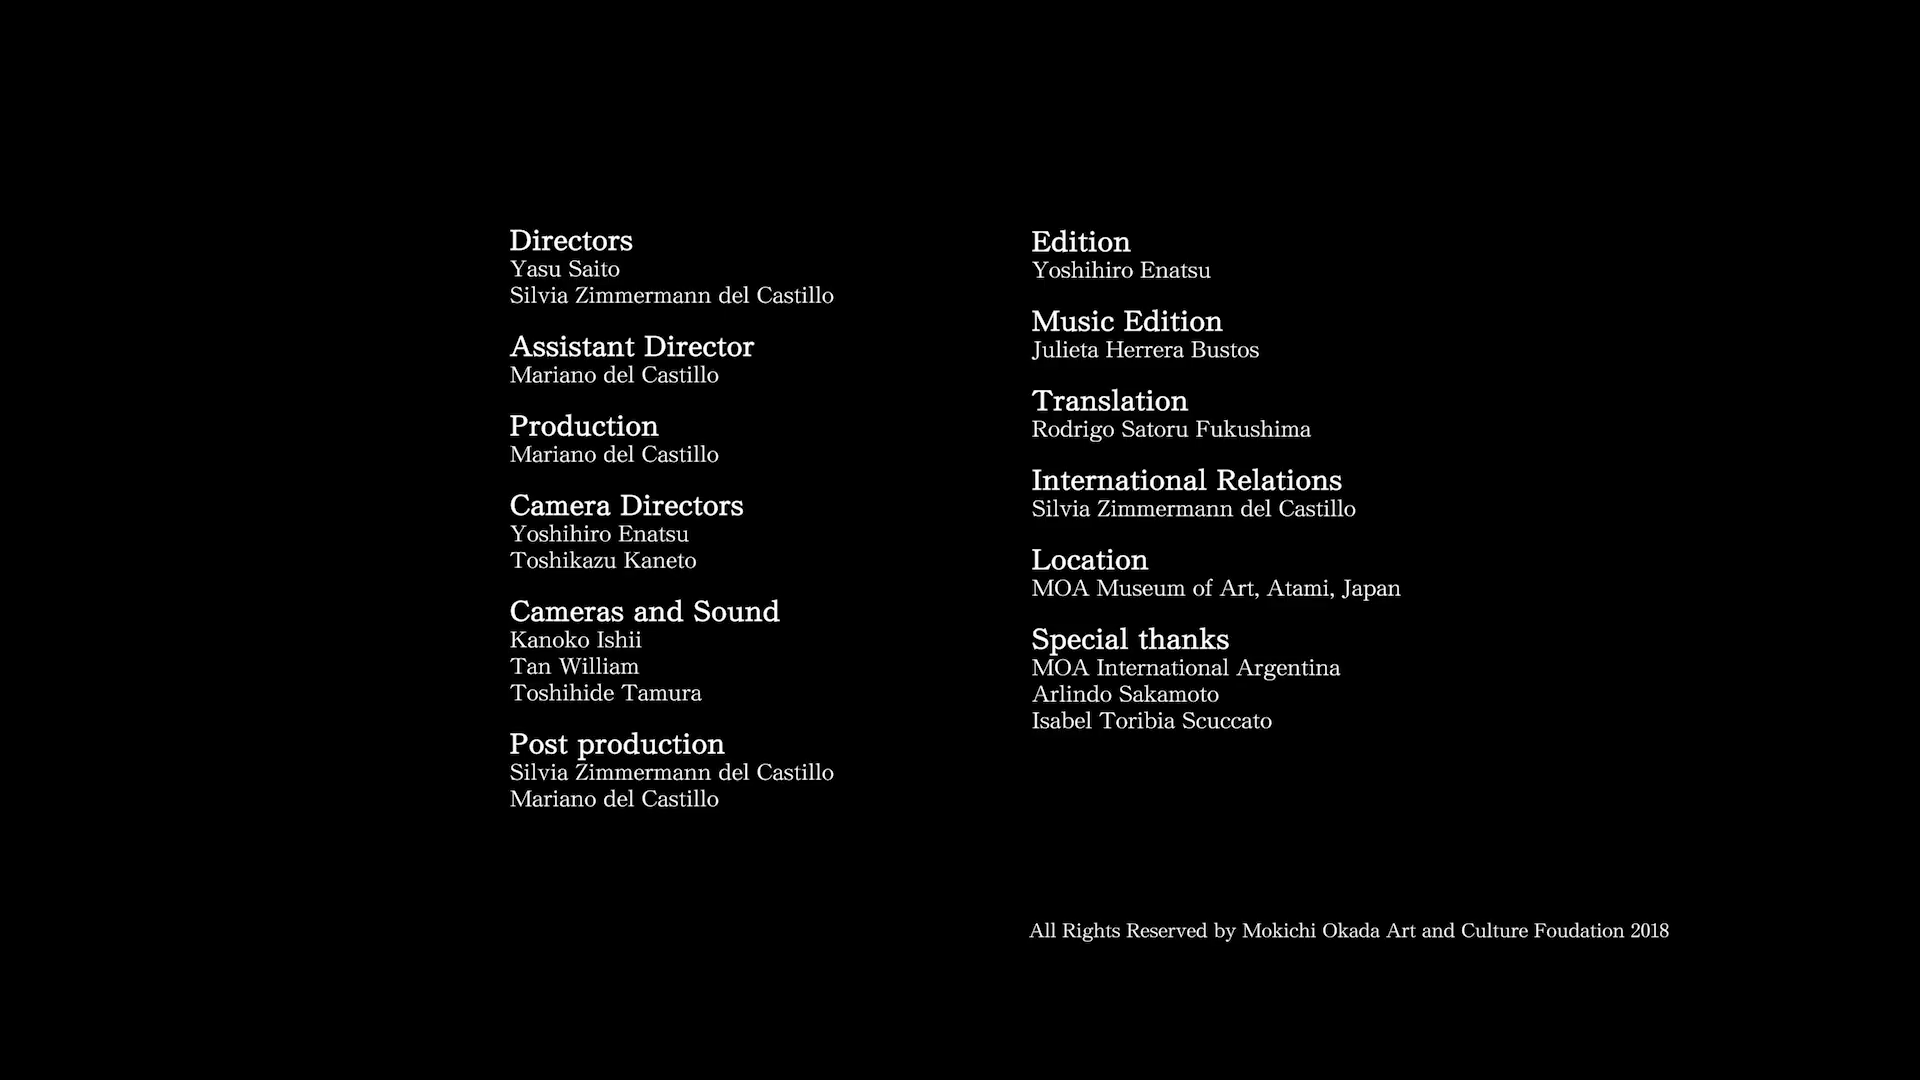 Directors
Yasu Saito
Silvia Zimmermann del Castillo
Assistant Director
Mariano del Castillo
Production
Mariano del Castillo
Camera Directors
Yoshihiro Enatsu
Toshikazu Kaneto
Cameras and Sound
Kanoko Ishii
Tan William
Toshihide Tamura
Post production
Silvia Zimmermann del Castillo
Mariano del Castillo
Edition
Yoshihiro Enatsu
Music Edition
Julieta Herrera Bustos
Translation
Rodrigo Satoru Fukushima
International Relations
Silvia Zimmermann del Castillo
Location
MOA Museum of Art, Atami, Japan
Special thanks
MOA International Argentina
Arlindo Sakamoto
Isabel Toribia Scuccato
All Rights Reserved by Mokichi Okada Art and Culture Foudation 2018